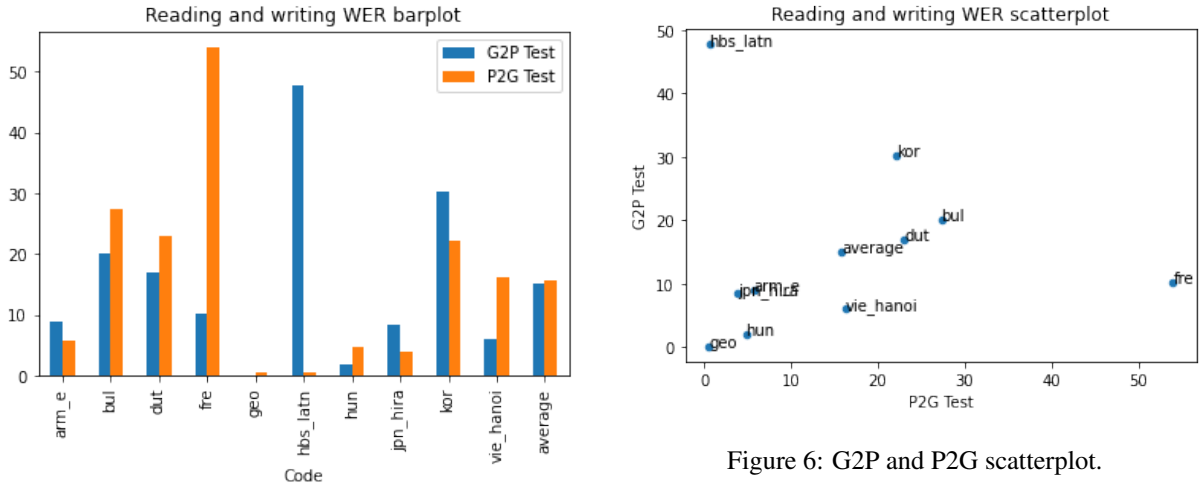 Reading and writing WER barplot
G2P Test
P2G Test
50
40
30
20
10
0
arm_e
bul
dut
fre
geo
hbs_latn
hun
jpn_hira
kor
vie_hanoi
average
Code
Reading and writing WER scatterplot
50
40
30
20
10
0
G2P Test
hbs_latn
kor
bul
dut
average
fre
arm_e
jpn_hira
vie_hanoi
hun
geo
0 10 20 30 40 50
P2G Test
Figure 6: G2P and P2G scatterplot.